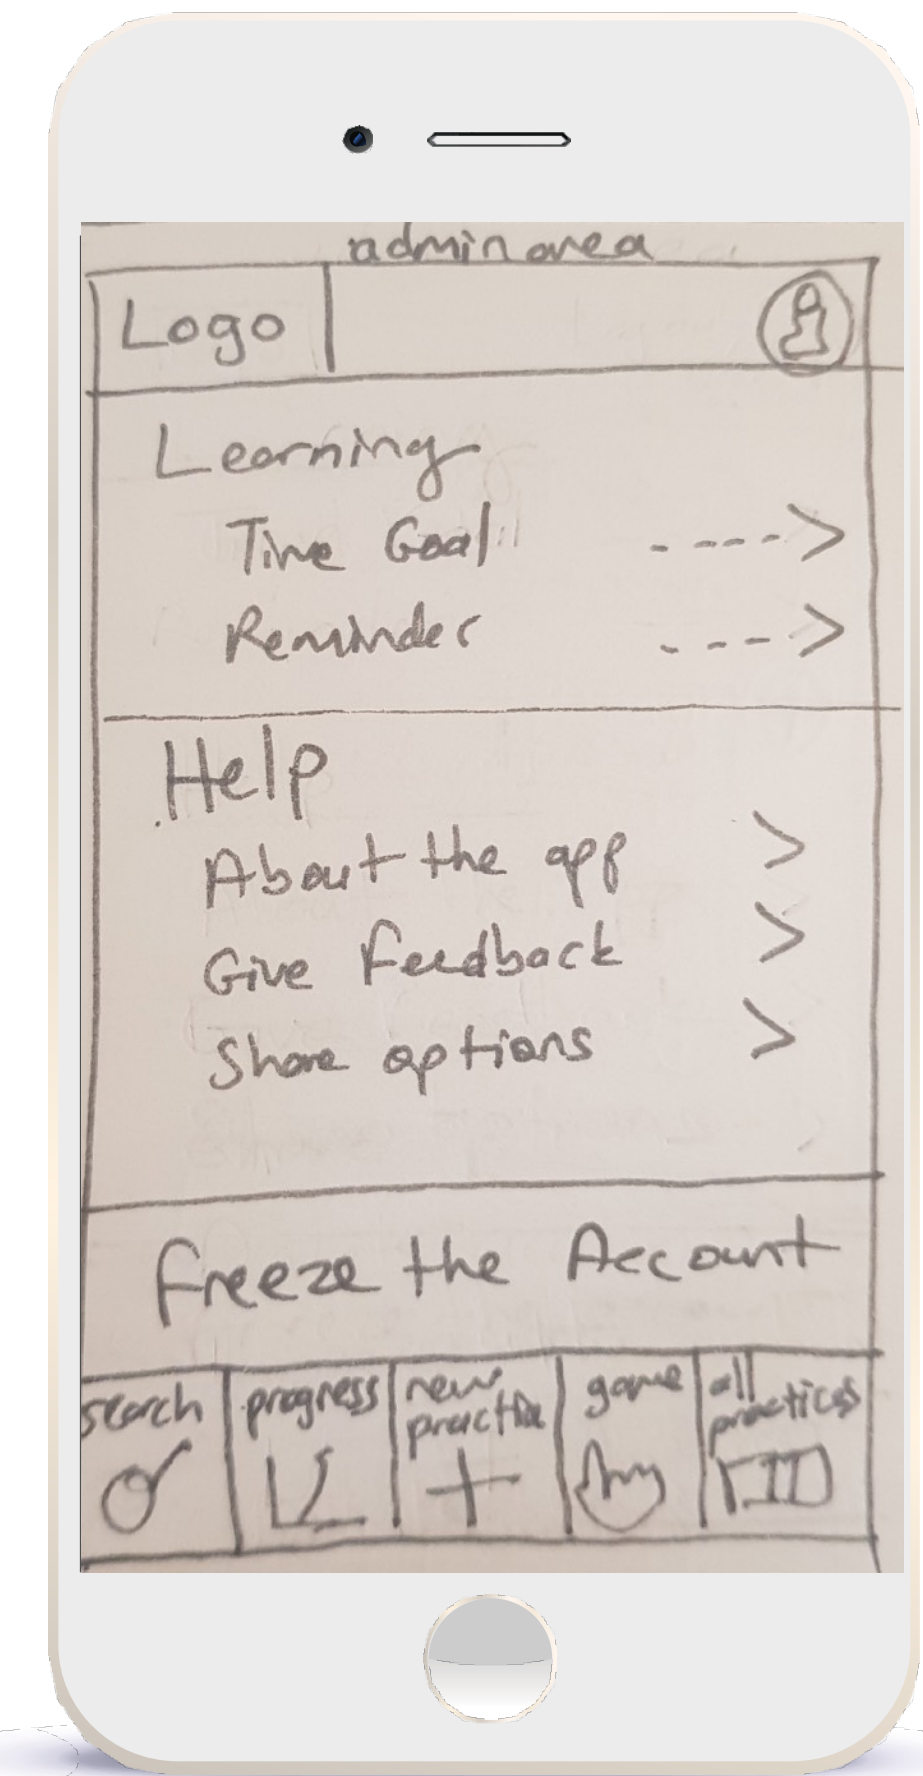 admin area
Logo
Learning
Time Goal
Reminder
Help
About the app
Give Feedback
Share options
Freeze the Account
search
progress
new
practice
game
all
practices